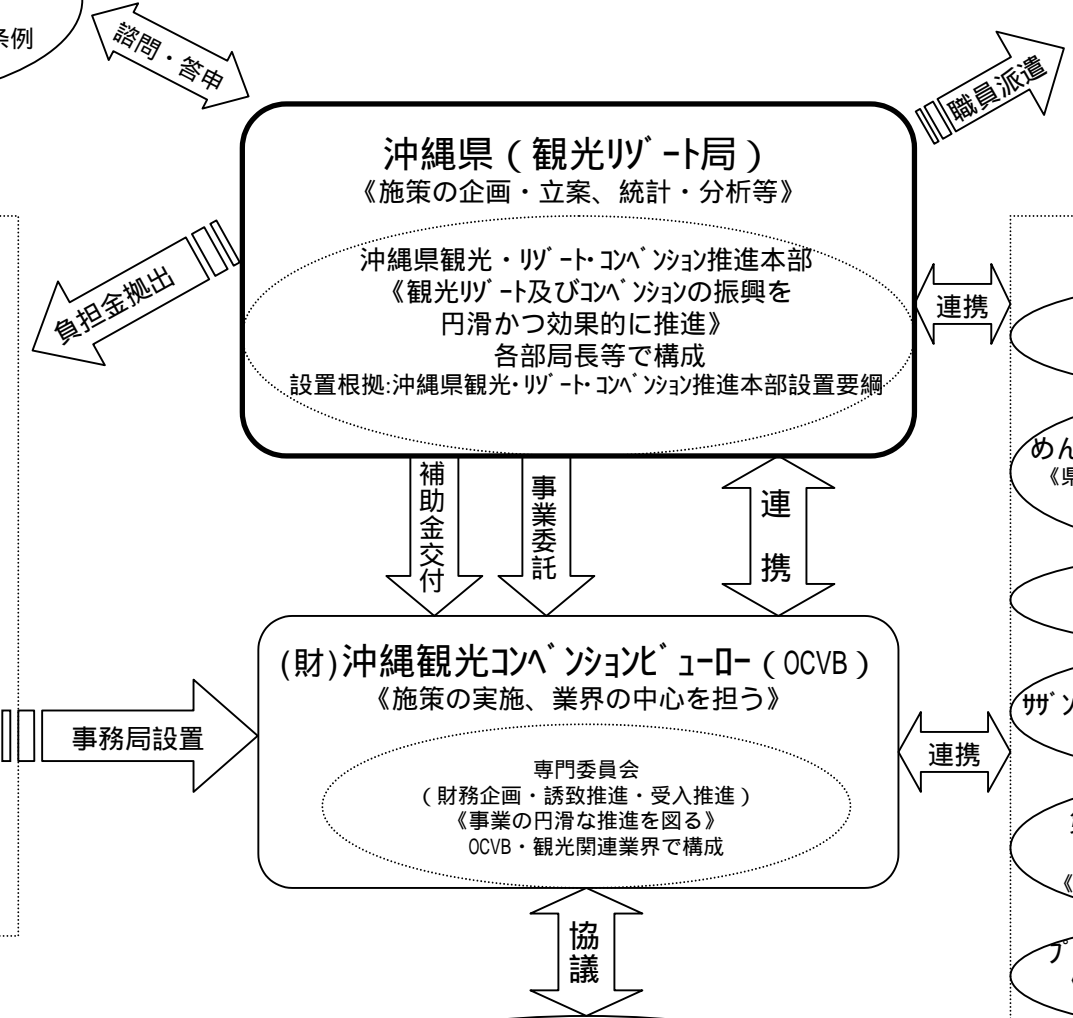 条例
諮問・答申
職員派遣
沖縄県(観光ﾘｿﾞｰﾄ局)
《施策の企画・立案、統計・分析等》
沖縄県観光・ﾘｿﾞｰﾄ・ｺﾝﾍﾞﾝｼｮﾝ推進本部
《観光ﾘｿﾞｰﾄ及びｺﾝﾍﾞﾝｼｮﾝの振興を
円滑かつ効果的に推進》
各部局長等で構成
設置根拠:沖縄県観光・ﾘｿﾞｰﾄ・ｺﾝﾍﾞﾝｼｮﾝ推進本部設置要綱
負担金拠出
連携
補助金交付
事業委託
連携
めん
《県
(財)沖縄観光ｺﾝﾍﾞﾝｼｮﾝﾋﾞｭｰﾛｰ(OCVB)
《施策の実施、業界の中心を担う》
専門委員会
(財務企画・誘致推進・受入推進)
《事業の円滑な推進を図る》
OCVB・観光関連業界で構成
事務局設置
連携
ｻｻﾞﾝ
《
プ
協議